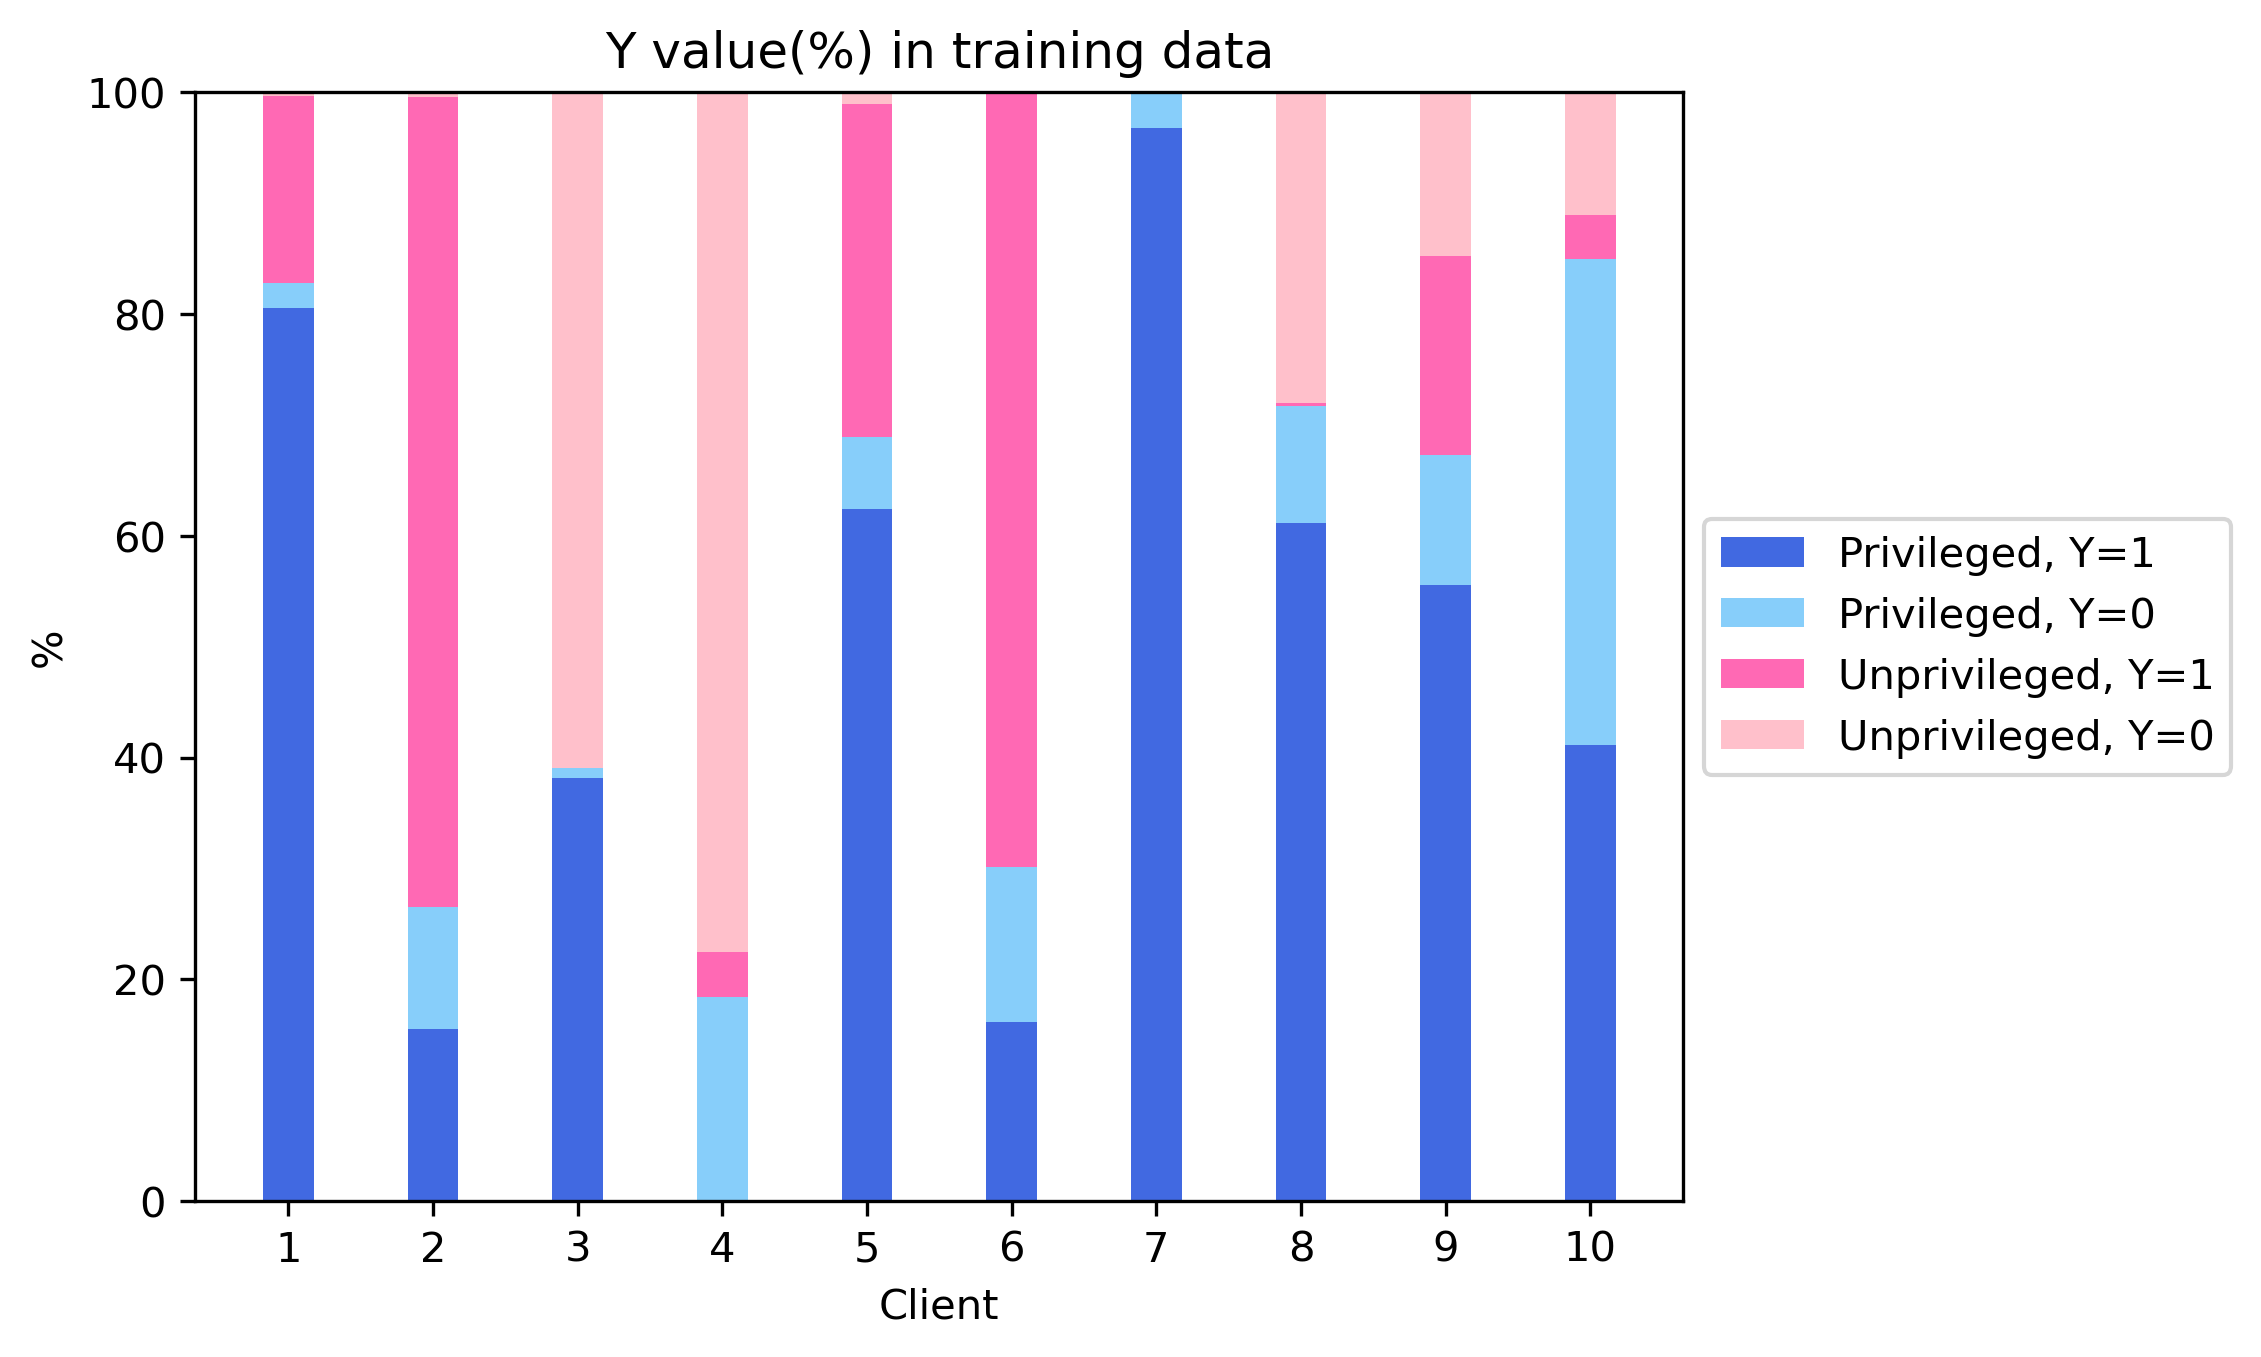 Y value(%) in training data
100
80
60
40
20
0
%
1 2 3 4 5 6 7 8 9 10
Client
Privileged, Y=1
Privileged, Y=0
Unprivileged, Y=1
Unprivileged, Y=0